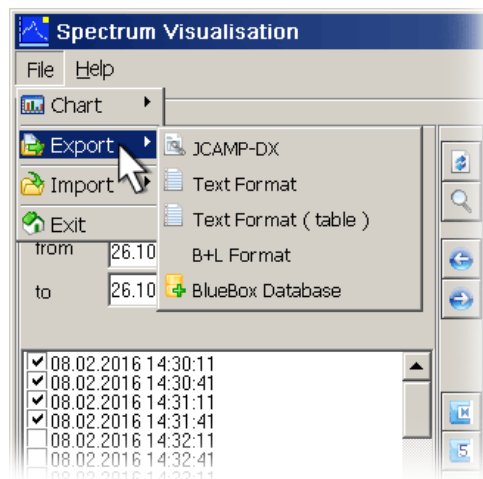 Spectrum Visualisation
File Help
Chart
Export
Import
Exit
JCAMP-DX
Text Format
Text Format ( table )
B+L Format
BlueBox Database
from 26.10
to 26.10
08.02.2016 14:30:11
08.02.2016 14:30:41
08.02.2016 14:31:11
08.02.2016 14:31:41
08.02.2016 14:32:11
08.02.2016 14:32:41
5